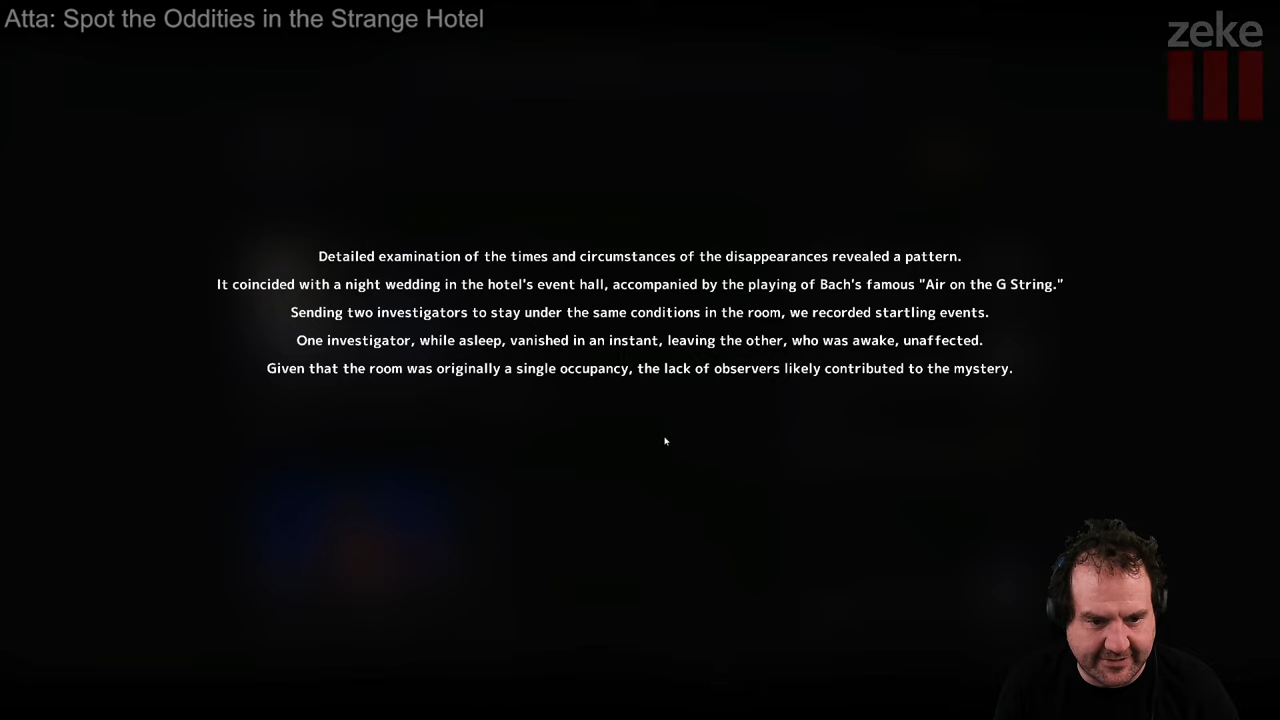 Atta: Spot the Oddities in the Strange Hotel
zeke
Detailed examination of the times and circumstances of the disappearances revealed a pattern.
It coincided with a night wedding in the hotel's event hall, accompanied by the playing of Bach's famous "Air on the G String."
Sending two investigators to stay under the same conditions in the room, we recorded startling events.
One investigator, while asleep, vanished in an instant, leaving the other, who was awake, unaffected.
Given that the room was originally a single occupancy, the lack of observers likely contributed to the mystery.